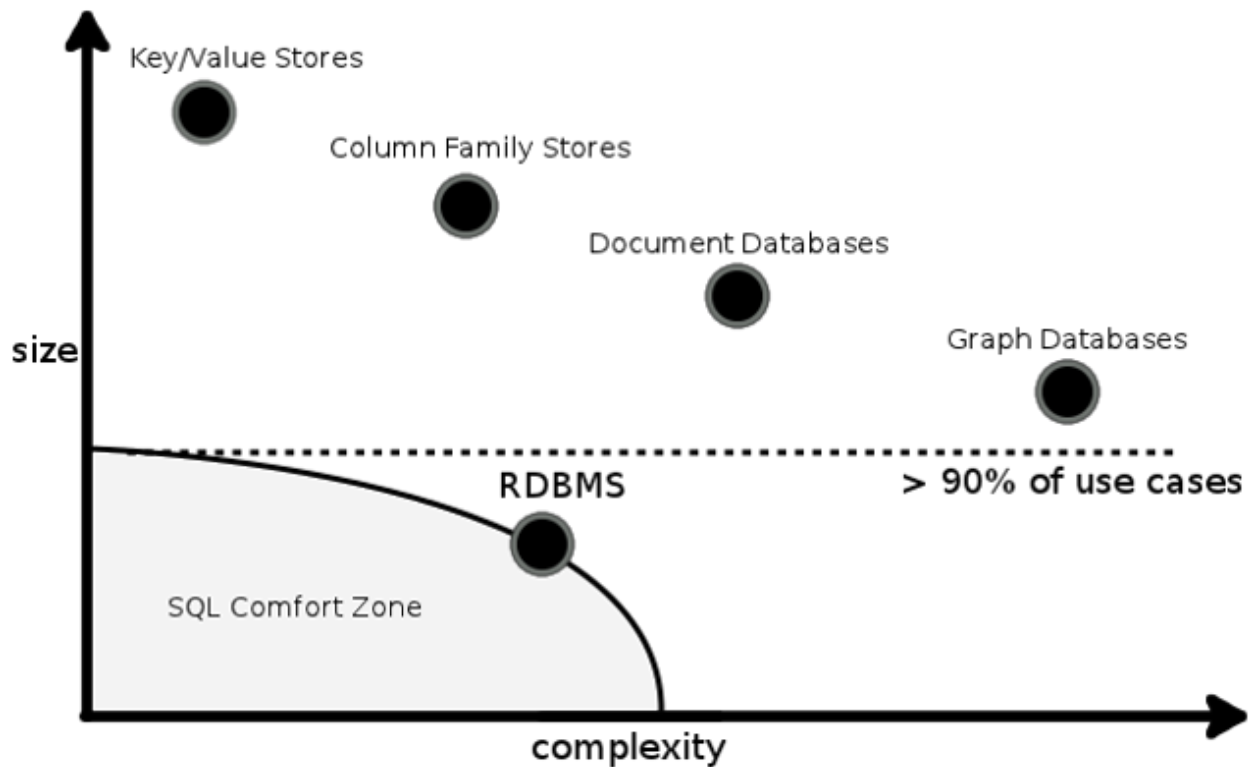 Key/Value Stores
Column Family Stores
Document Databases
size
Graph Databases
RDBMS
> 90% of use cases
SQL Comfort Zone
complexity